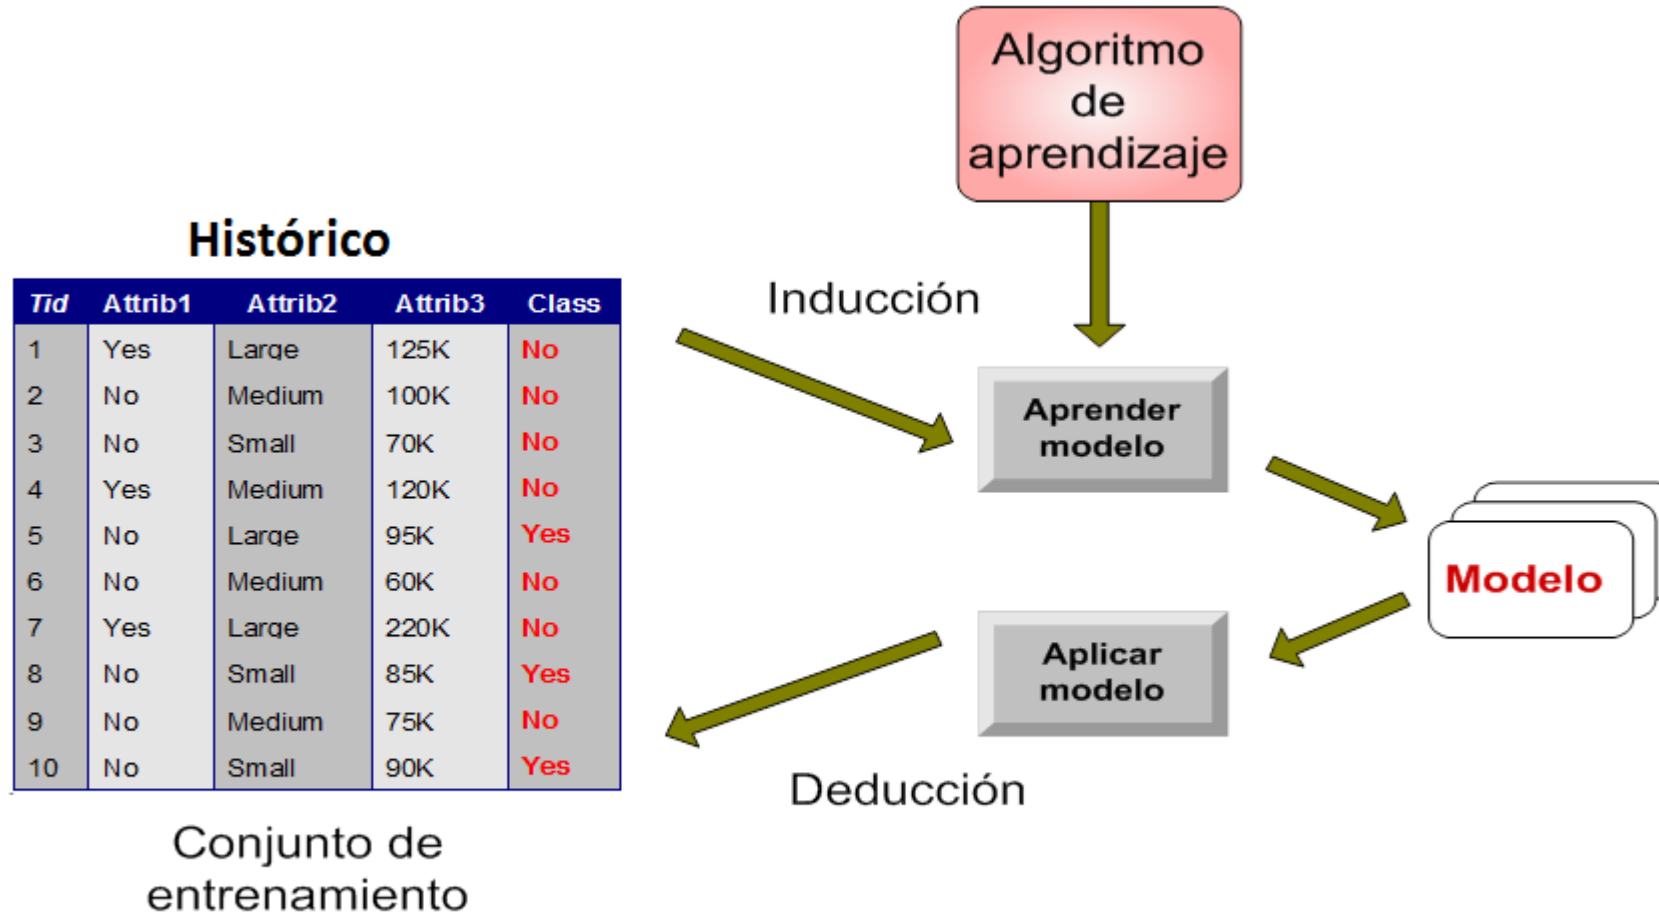 Algoritmo
de
aprendizaje
Histórico
Tid Attrib1 Attrib2 Attrib3 Class
1 Yes Large 125K No
2 No Medium 100K No
3 No Small 70K No
4 Yes Medium 120K No
5 No Large 95K Yes
6 No Medium 60K No
7 Yes Large 220K No
8 No Small 85K Yes
9 No Medium 75K No
10 No Small 90K Yes
Conjunto de
entrenamiento
Inducción
Aprender
modelo
Modelo
Aplicar
modelo
Deducción